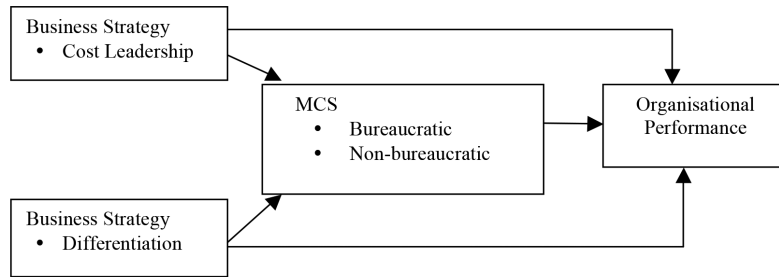 Business Strategy
• Cost Leadership
MCS
• Bureaucratic
• Non-bureaucratic
Organisational
Performance
Business Strategy
• Differentiation